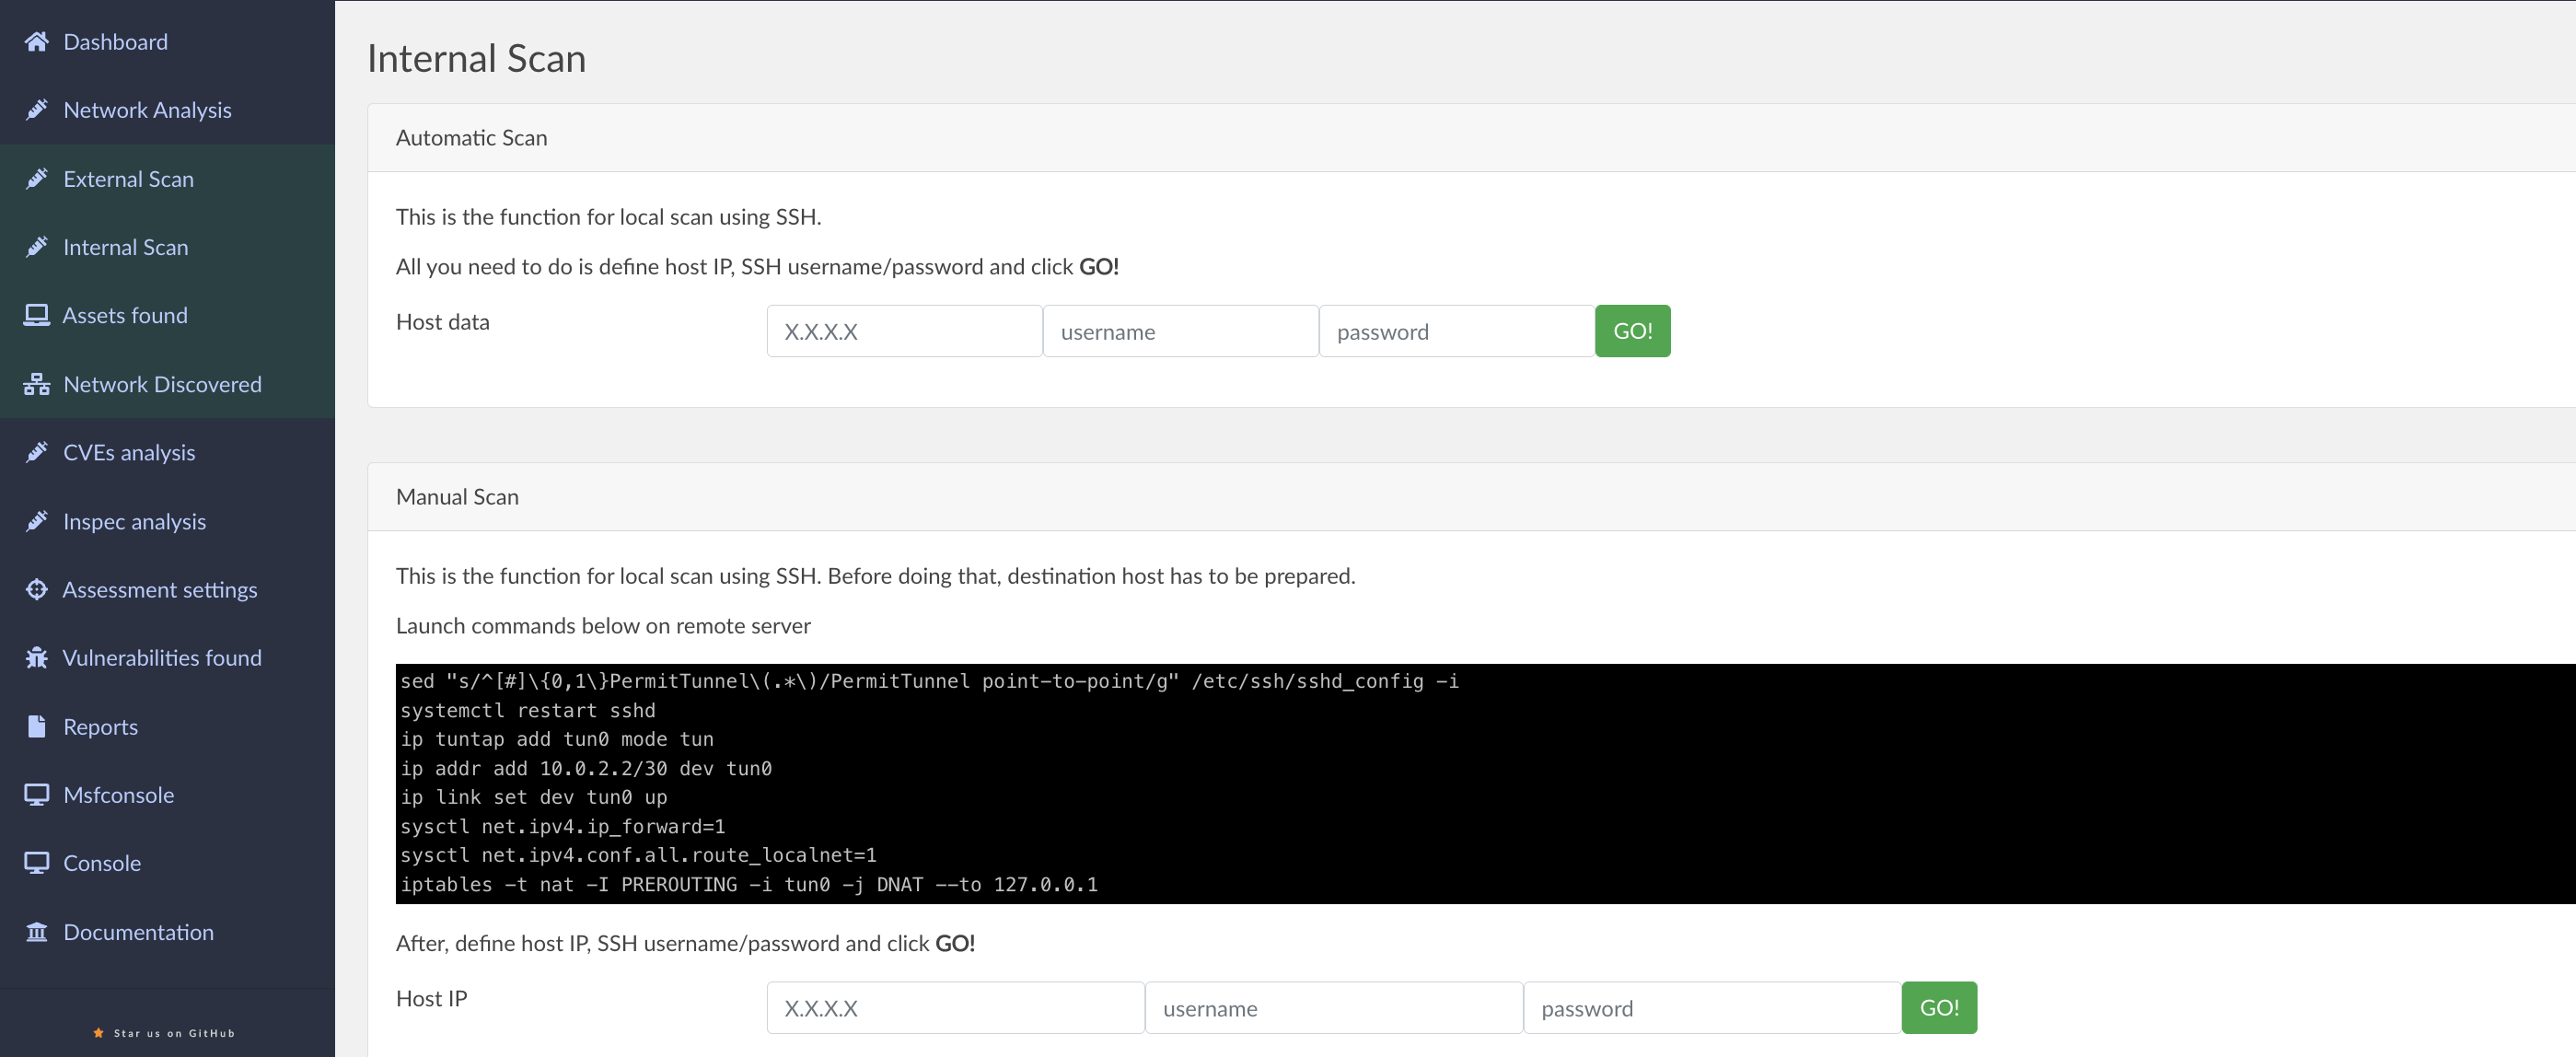 Dashboard
Network Analysis
External Scan
Internal Scan
Assets found
Network Discovered
CVEs analysis
Inspec analysis
Assessment settings
Vulnerabilities found
Reports
Msfconsole
Console
Documentation
Star us on GitHub
Internal Scan
Automatic Scan
This is the function for local scan using SSH.
All you need to do is define host IP, SSH username/password and click GO!
Host data X.X.X.X username password GO!
Manual Scan
This is the function for local scan using SSH. Before doing that, destination host has to be prepared.
Launch commands below on remote server
sed "s/^[#]\{0,1\}PermitTunnel\(.*\)/PermitTunnel point-to-point/g" /etc/ssh/sshd_config -i
systemctl restart sshd
ip tuntap add tun0 mode tun
ip addr add 10.0.2.2/30 dev tun0
ip link set dev tun0 up
sysctl net.ipv4.ip_forward=1
sysctl net.ipv4.conf.all.route_localnet=1
iptables -t nat -I PREROUTING -i tun0 -j DNAT --to 127.0.0.1
After, define host IP, SSH username/password and click GO!
Host IP X.X.X.X username password GO!